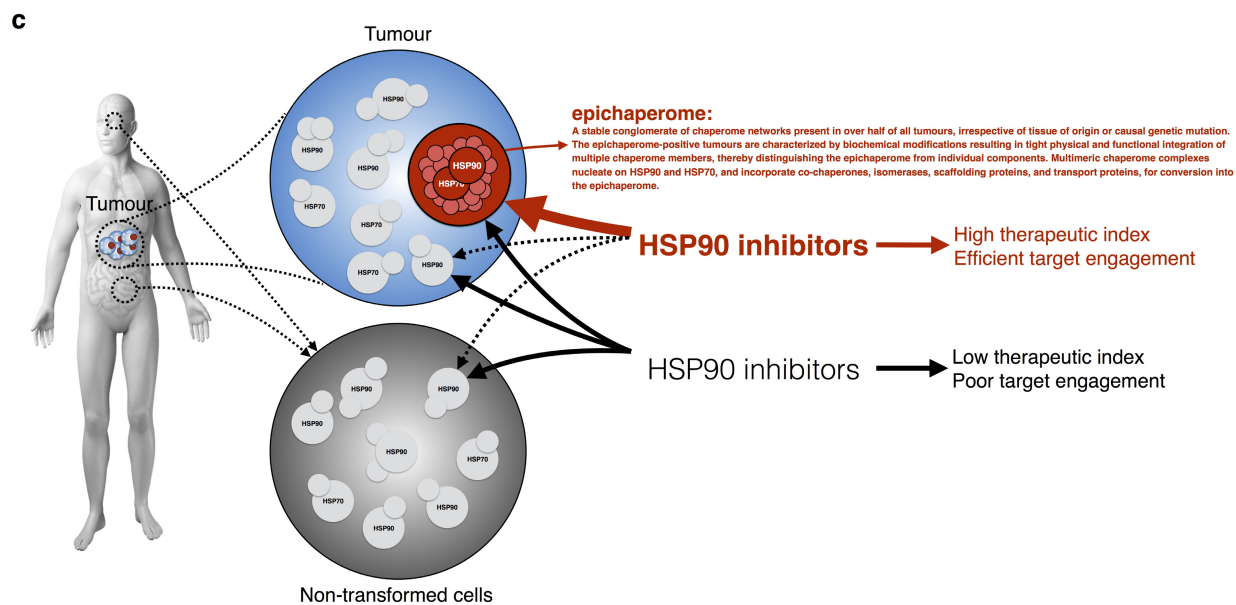 c
Tumour
Tumour
HSP90
HSP90
HSP90
HSP70
HSP70
HSP70
HSP90
HSP90
HSP70
epichaperome:
A stable conglomerate of chaperome networks present in over half of all tumours, irrespective of tissue of origin or causal genetic mutation.
The epichaperome-positive tumours are characterized by biochemical modifications resulting in tight physical and functional integration of
multiple chaperome members, thereby distinguishing the epichaperome from individual components. Multimeric chaperome complexes
nucleate on HSP90 and HSP70, and incorporate co-chaperones, isomerases, scaffolding proteins, and transport proteins, for conversion into
the epichaperome.
HSP90 inhibitors
High therapeutic index
Efficient target engagement
HSP90 inhibitors
Low therapeutic index
Poor target engagement
HSP90
HSP90
HSP90
HSP90
HSP70
HSP70
HSP90
HSP90
Non-transformed cells